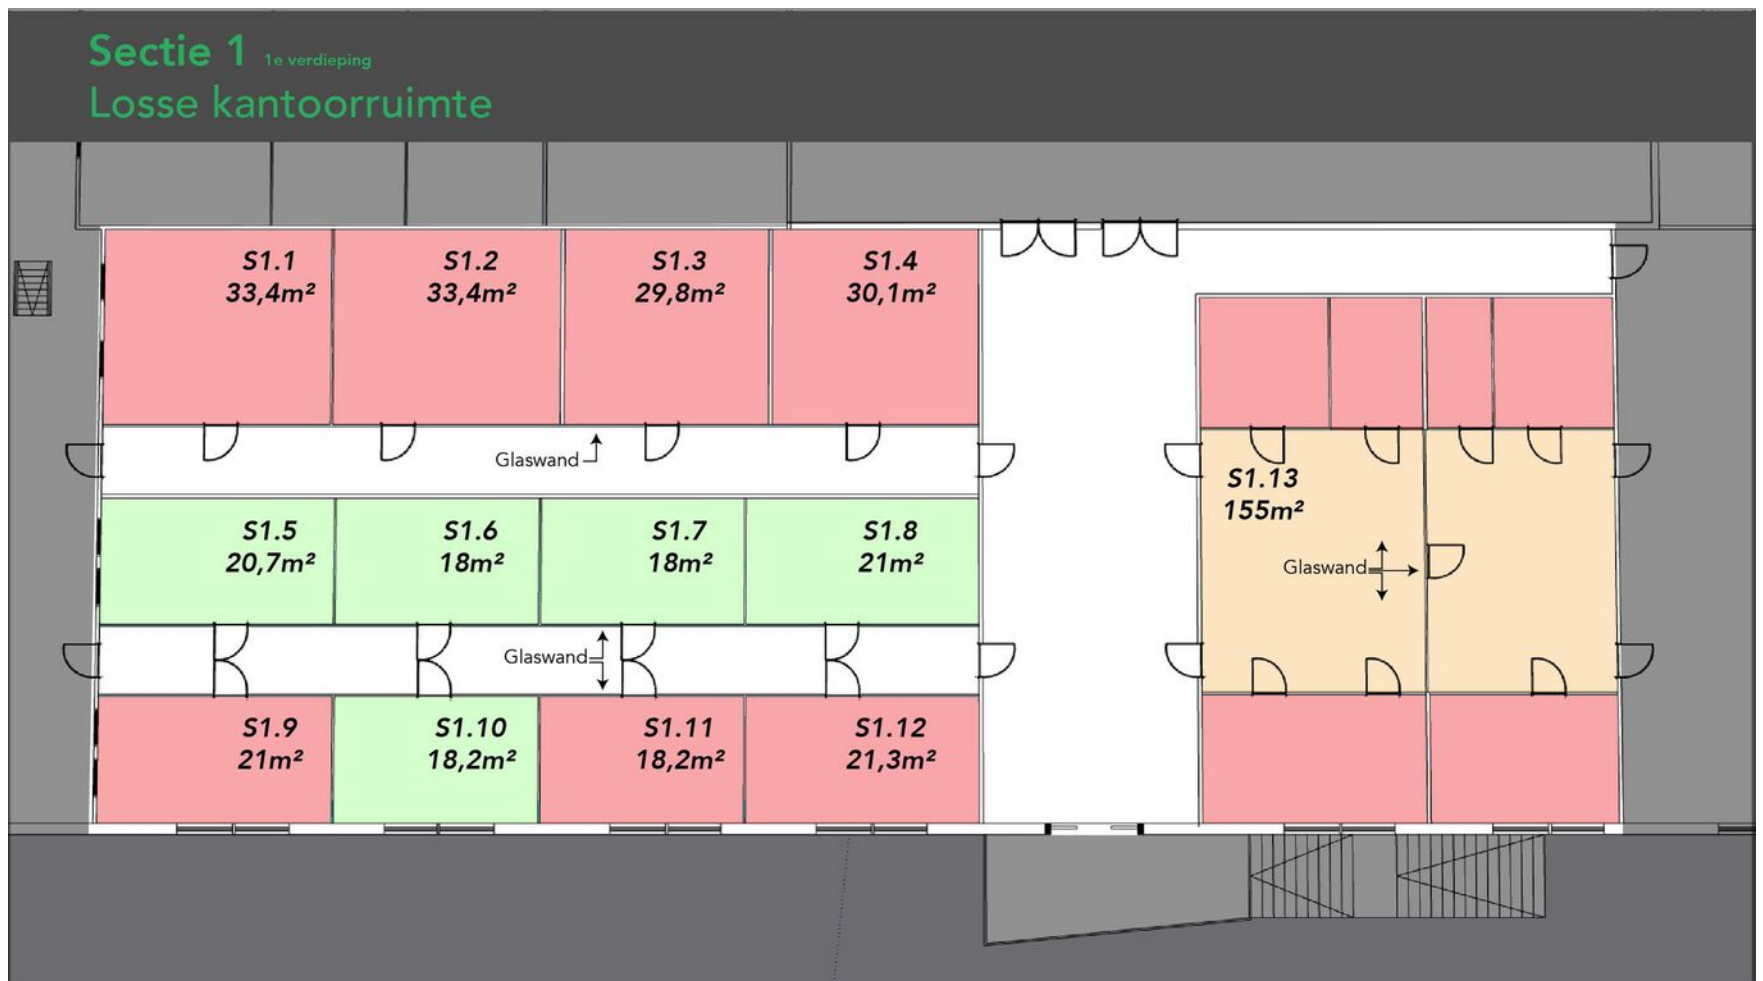 Sectie 1 1e verdieping
Losse kantoorruimte
S1.1
33,4m²
S1.2
33,4m²
S1.3
29,8m²
S1.4
30,1m²
Glaswand
S1.5
20,7m²
S1.6
18m²
S1.7
18m²
S1.8
21m²
S1.13
155m²
Glaswand
Glaswand
S1.9
21m²
S1.10
18,2m²
S1.11
18,2m²
S1.12
21,3m²